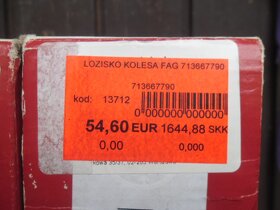 LOZISKO KOLESA FAG 713667790
713667790
kod: 13712
0 000000 000000
54,60 EUR 1644,88 SKK
0,00 0,000